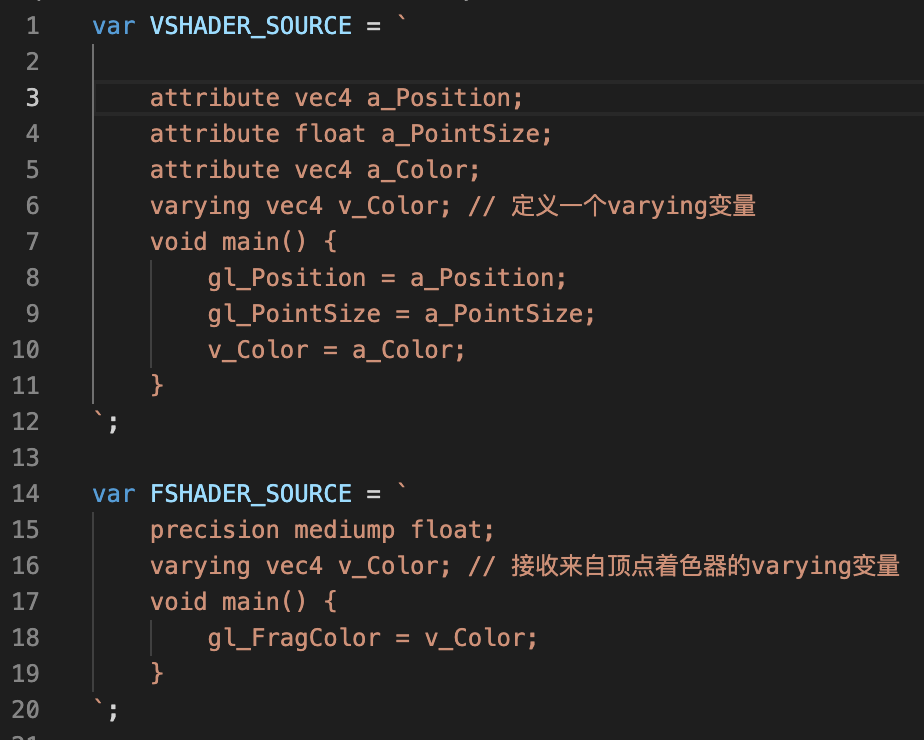 1 var VSHADER_SOURCE = `
2
3 attribute vec4 a_Position;
4 attribute float a_PointSize;
5 attribute vec4 a_Color;
6 varying vec4 v_Color; // 定义一个varying变量
7 void main() {
8 gl_Position = a_Position;
9 gl_PointSize = a_PointSize;
10 v_Color = a_Color;
11 }
12 `;
13
14 var FSHADER_SOURCE = `
15 precision mediump float;
16 varying vec4 v_Color; // 接收来自顶点着色器的varying变量
17 void main() {
18 gl_FragColor = v_Color;
19 }
20 `;